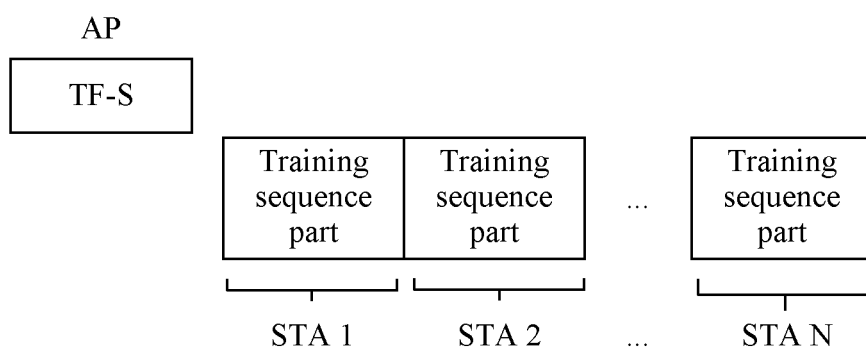 AP
TF-S
Training
sequence
part
Training
sequence
part
...
Training
sequence
part
STA 1
STA 2
...
STA N